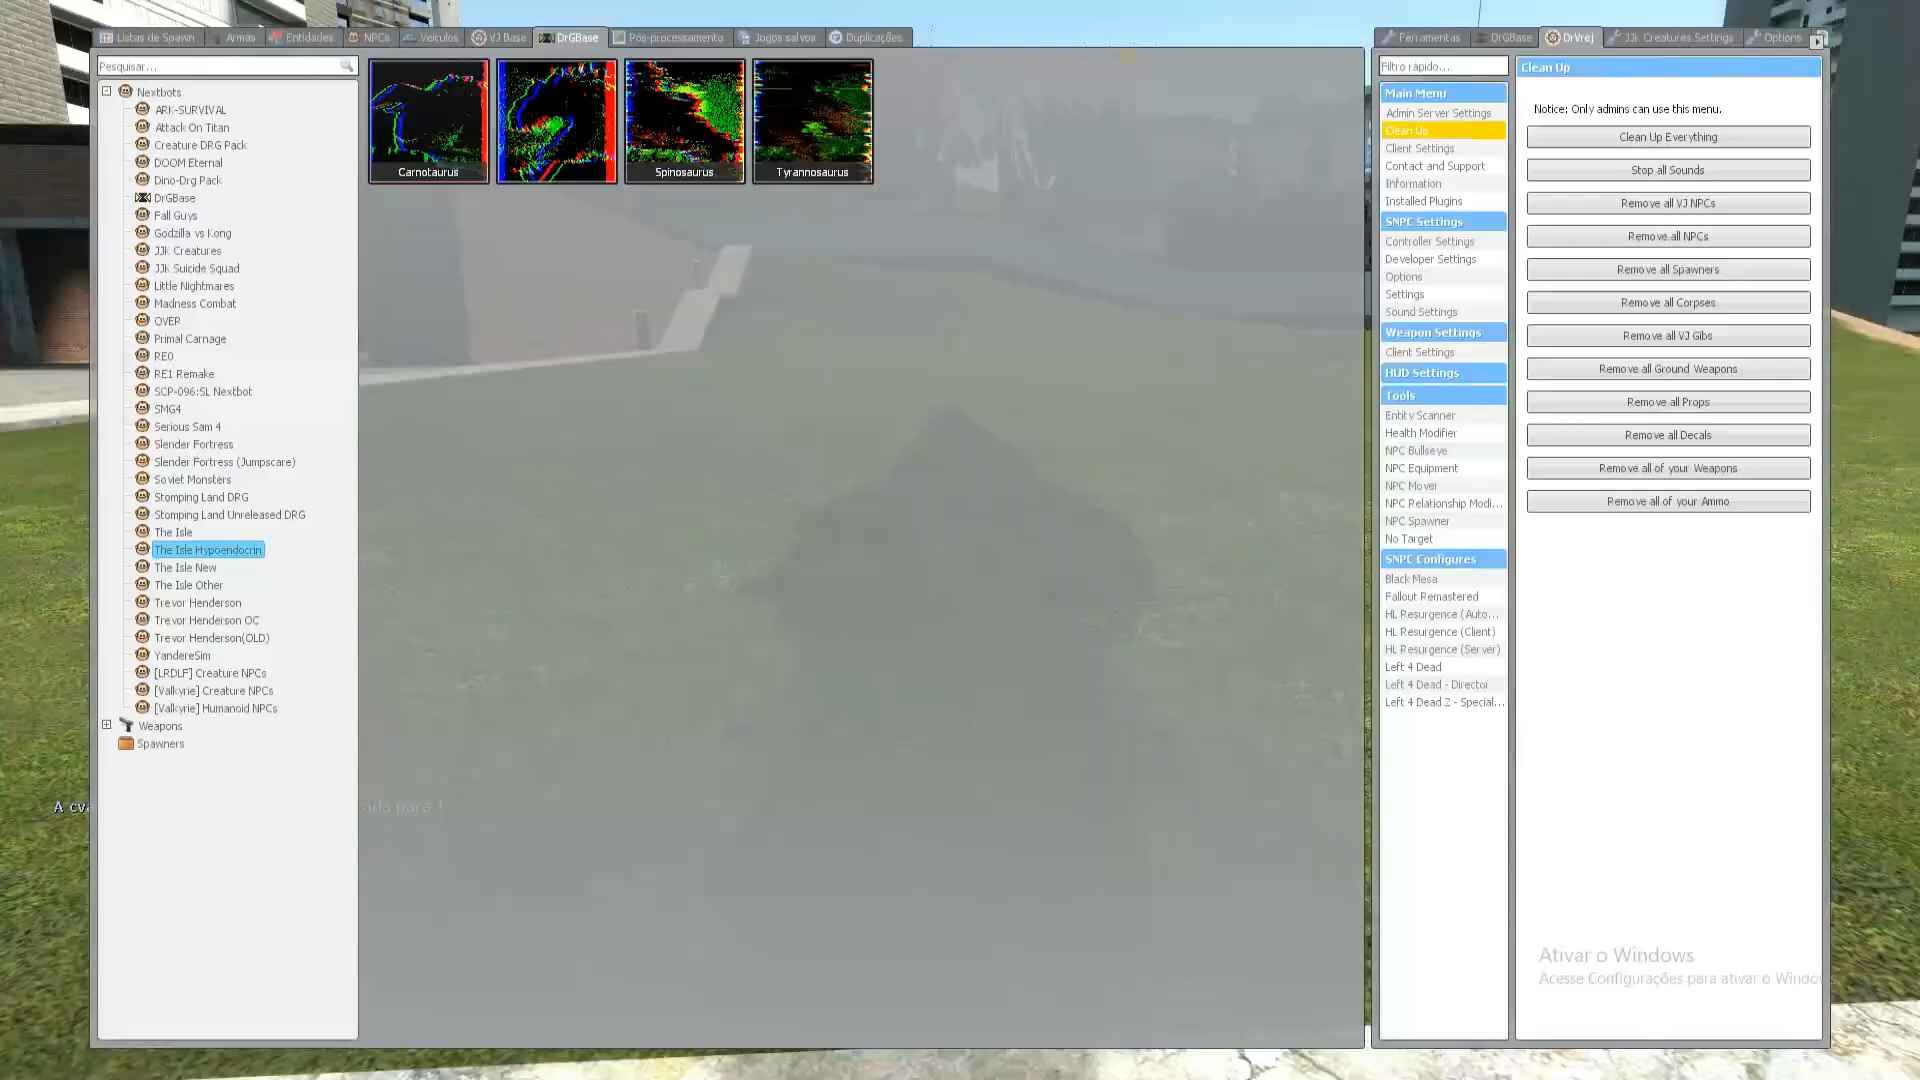 Listas de Spawn
Armas
Entidades
NPCs
Veículos
VJ Base
DrGBase
Pós-processamento
Jogos salvos
Duplicações
Pesquisar...
Nextbots
ARK-SURVIVAL
Attack On Titan
Creature DRG Pack
DOOM Eternal
Dino-Drg Pack
DrGBase
Fall Guys
Godzilla vs Kong
JJK Creatures
JJK Suicide Squad
Little Nightmares
Madness Combat
OVER
Primal Carnage
RE0
RE1 Remake
SCP-096:SL Nextbot
SMG4
Serious Sam 4
Slender Fortress
Slender Fortress (Jumpscare)
Soviet Monsters
Stomping Land DRG
Stomping Land Unreleased DRG
The Isle
The Isle Hypoendocrin
The Isle New
The Isle Other
Trevor Henderson
Trevor Henderson OC
Trevor Henderson(OLD)
YandereSim
[LRDLF] Creature NPCs
[Valkyrie] Creature NPCs
[Valkyrie] Humanoid NPCs
Weapons
Spawners
Carnotaurus
Spinosaurus
Tyrannosaurus
A cv
para 1
Ferramentas
DrGBase
DrVrej
JJK Creatures Settings
Options
Filtro rápido...
Main Menu
Admin Server Settings
Clean Up
Client Settings
Contact and Support
Information
Installed Plugins
SNPC Settings
Controller Settings
Developer Settings
Options
Settings
Sound Settings
Weapon Settings
Client Settings
HUD Settings
Tools
Entity Scanner
Health Modifier
NPC Bullseye
NPC Equipment
NPC Mover
NPC Relationship Modi...
NPC Spawner
No Target
SNPC Configures
Black Mesa
Fallout Remastered
HL Resurgence (Auto...
HL Resurgence (Client)
HL Resurgence (Server)
Left 4 Dead
Left 4 Dead - Director
Left 4 Dead 2 - Special...
Clean Up
Notice: Only admins can use this menu.
Clean Up Everything
Stop all Sounds
Remove all VJ NPCs
Remove all NPCs
Remove all Spawners
Remove all Corpses
Remove all VJ Gibs
Remove all Ground Weapons
Remove all Props
Remove all Decals
Remove all of your Weapons
Remove all of your Ammo
Ativar o Windows
Acesse Configurações para ativar o Windo